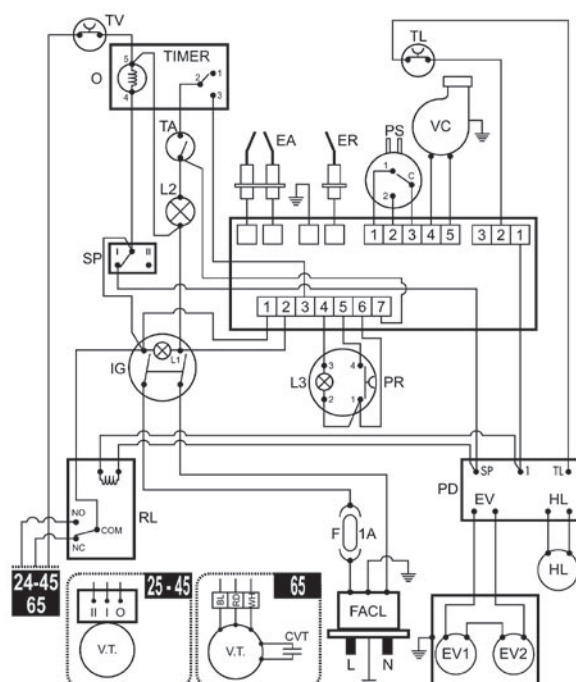 TV
TL
TIMER
5
1
2
O
3
4
TA
EA
ER
PS
VC
1
C
2
L2
1 2 3 4 5
3 2 1
I II
SP
1 2 3 4 5 6 7
L1
IG
3 4
L3
PR
2 1
SP 1 TL
PD
EV HL
NO
COM
RL
NC
F 1A
HL
24-45
65
25 - 45
65
II I O
BL RD WH
FACL
V.T.
V.T.
CVT
L N
EV1 EV2